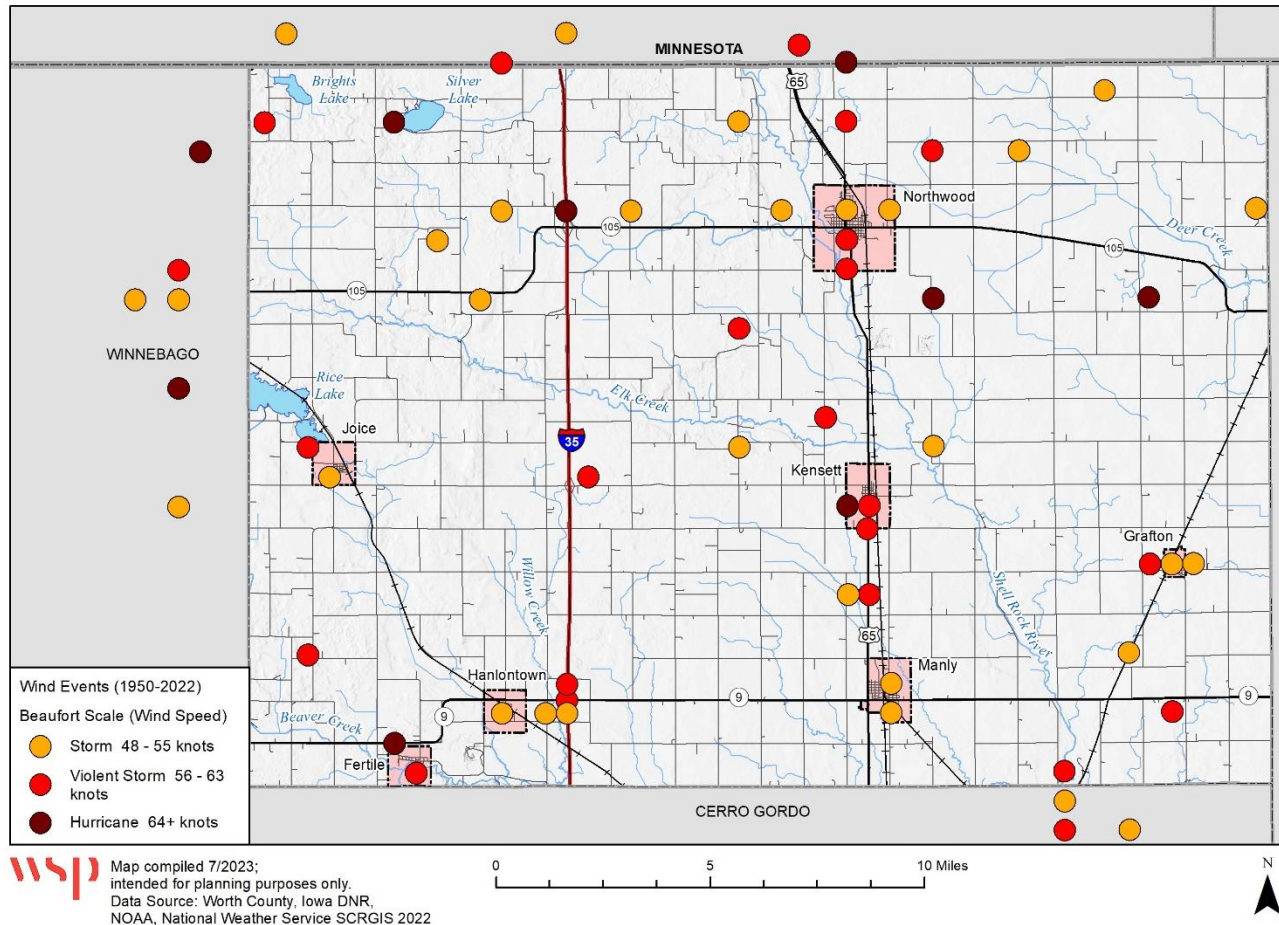 MINNESOTA
65
Brights
Lake
Silver
Lake
Northwood
Deer Creek
105
105
105
WINNEBAGO
Rice
Lake
Elk Creek
Joice
35
Kensett
Grafton
Willow Creek
Shell Rock River
65
Hanlontown
Manly
9
9
9
Beaver Creek
Fertile
CERRO GORDO
Wind Events (1950-2022)
Beaufort Scale (Wind Speed)
Storm 48 - 55 knots
Violent Storm 56 - 63
knots
Hurricane 64+ knots
wsp
Map compiled 7/2023;
intended for planning purposes only.
Data Source: Worth County, Iowa DNR,
NOAA, National Weather Service SCRGIS 2022
0 5 10 Miles
N